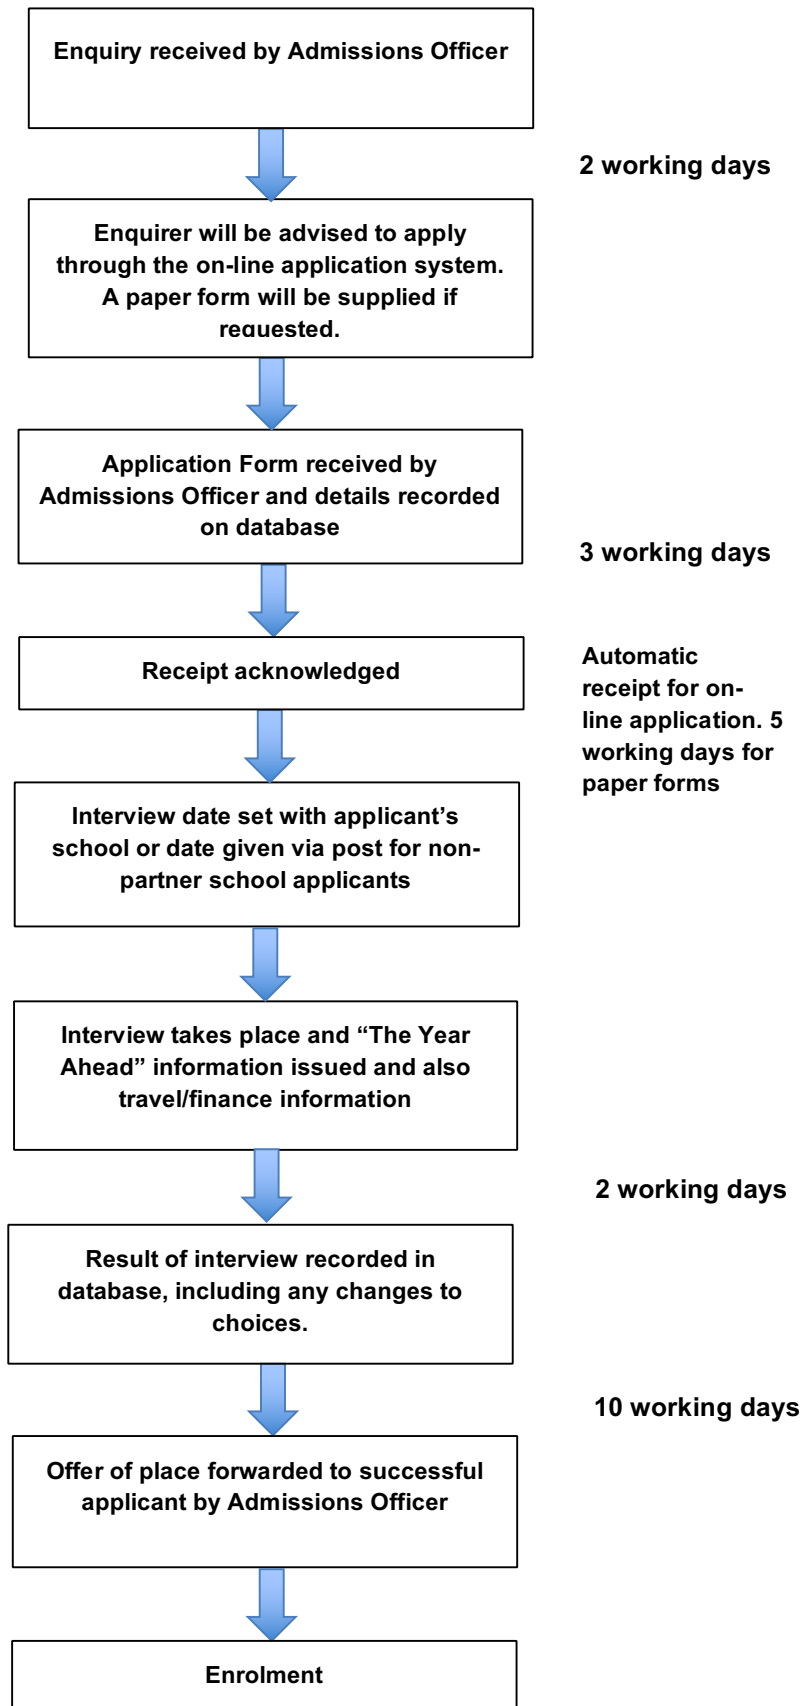 Enquiry received by Admissions Officer
2 working days
Enquirer will be advised to apply
through the on-line application system.
A paper form will be supplied if
requested.
Application Form received by
Admissions Officer and details recorded
on database
3 working days
Receipt acknowledged
Automatic
receipt for on-
line application. 5
working days for
paper forms
Interview date set with applicant’s
school or date given via post for non-
partner school applicants
Interview takes place and “The Year
Ahead” information issued and also
travel/finance information
2 working days
Result of interview recorded in
database, including any changes to
choices.
10 working days
Offer of place forwarded to successful
applicant by Admissions Officer
Enrolment